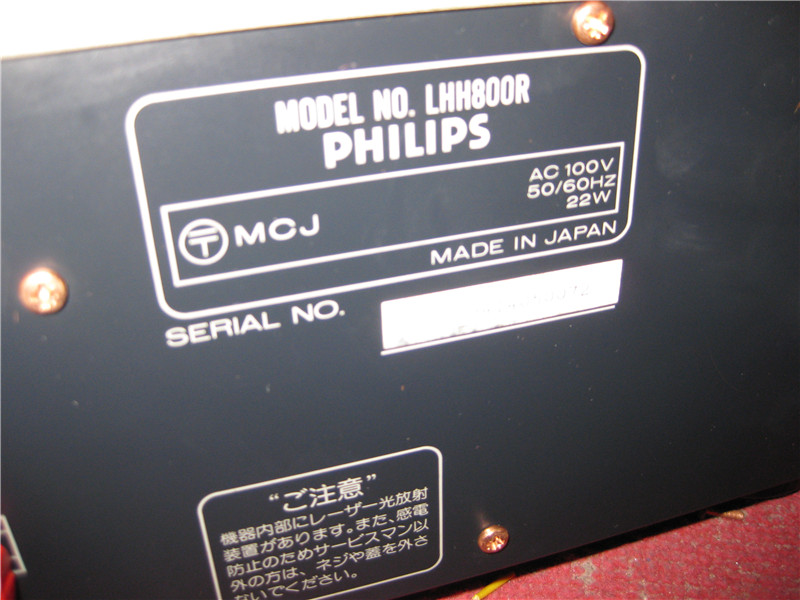 MODEL NO. LHH800R
PHILIPS
AC 100V
50/60HZ
22W
〒 MCJ
MADE IN JAPAN
SERIAL NO.
“ご注意”
機器内部にレーザー光放射
装置があります。また、感電
防止のためサービスマン以
外の方は、ネジや蓋を外さ
ないでください。